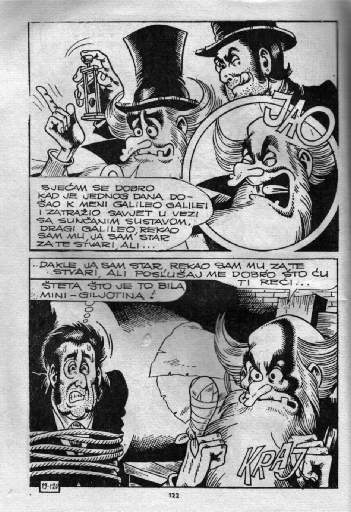 JAO
SJEĆAM SE DOBRO
KAD JE JEDNOS DANA DO-
ŠAO K MENI GALILEO GALILEI
I ZATRAŽIO SAVJET U VEZI
SA SUNČANIM SUSTAVOM,
DRAGI GALILEO, REKAO
SAM MU, JA SAM STAR
ZA TE STVARI, ALI...
DAKLE, JA SAM STAR, REKAO SAM MU ZA TE
STVARI, ALI POSLUŠAJ ME DOBRO ŠTO ĆU
TI REĆI...
ŠTETA ŠTO JE TO BILA
MINI-GILJOTINA!
KRAJ
122